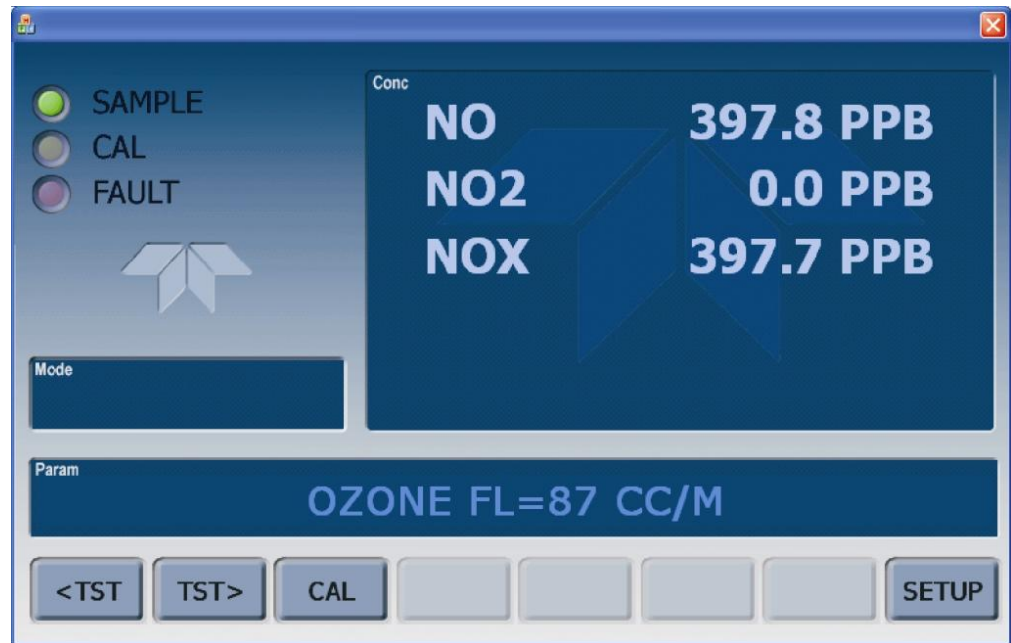 SAMPLE
CAL
FAULT
Conc
NO 397.8 PPB
NO2 0.0 PPB
NOX 397.7 PPB
Mode
Param
OZONE FL=87 CC/M
<TST TST> CAL SETUP